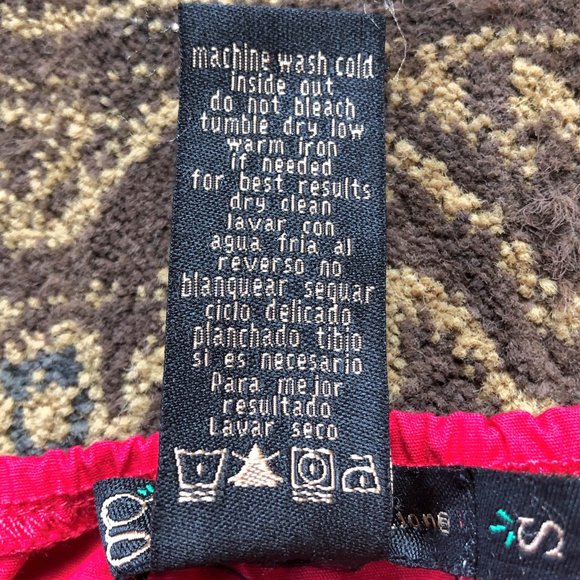 machine wash cold
inside out
do not bleach
tumble dry low
warm iron
if needed
for best results
dry clean
lavar con
agua fria al
reverso no
blanquear sequar
ciclo delicado
planchado tibio
si es necesario
Para mejor
resultado
Lavar seco
S